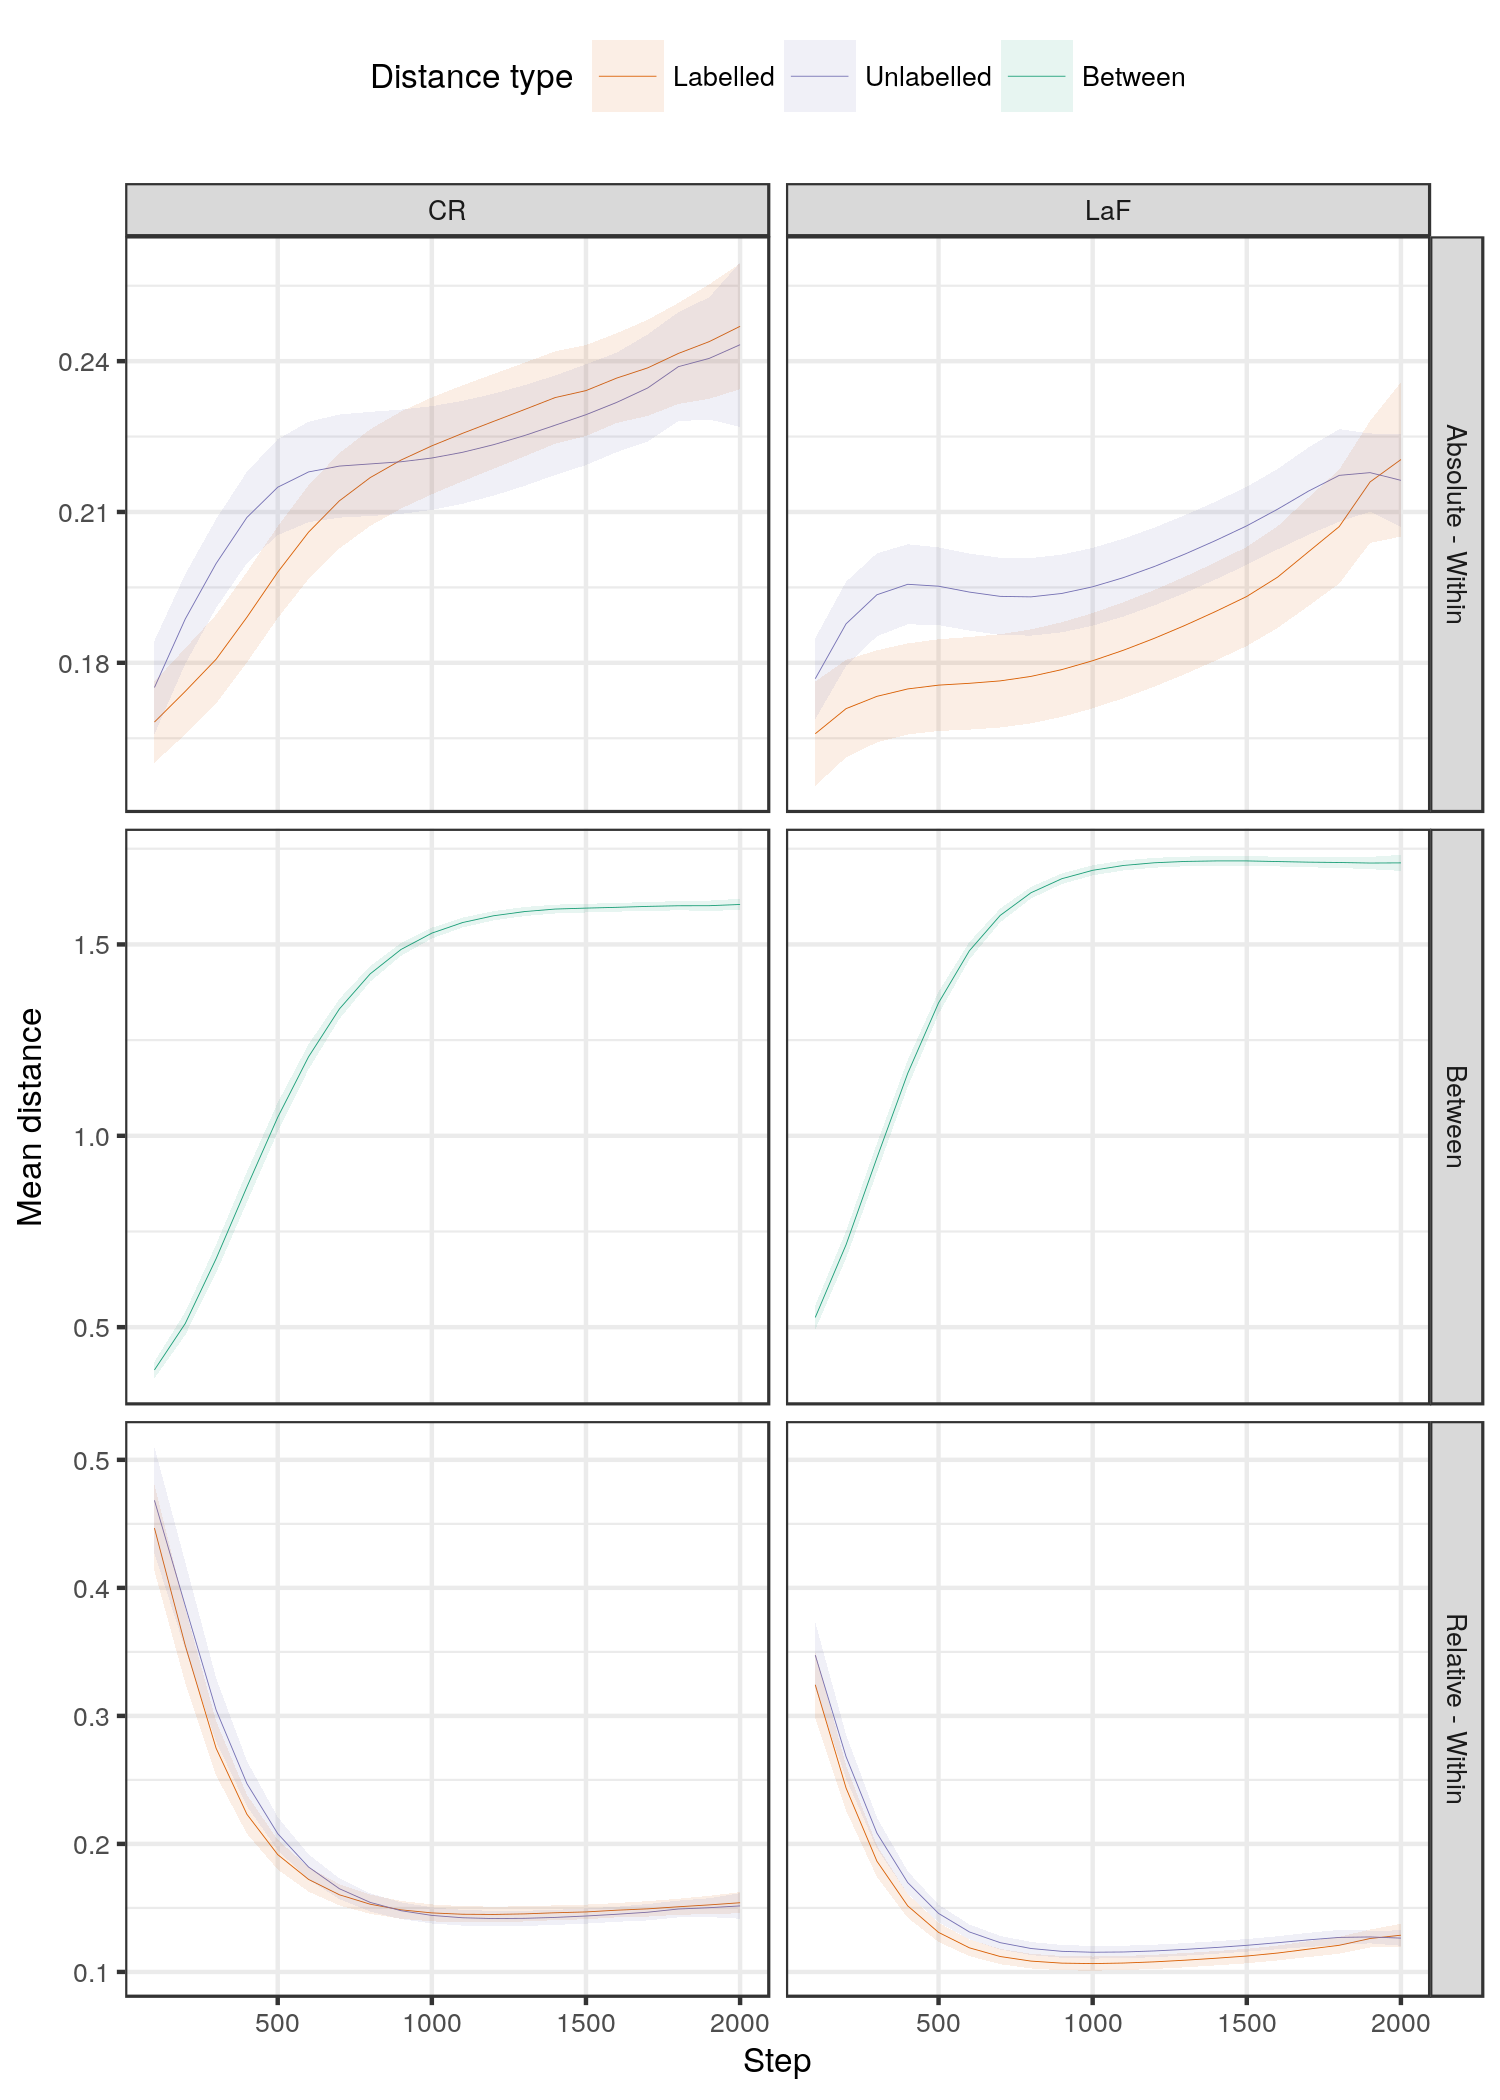 Distance type Labelled Unlabelled Between
CR LaF
0.24
0.21
0.18
Absolute - Within
Mean distance
1.5
1.0
0.5
Between
0.5
0.4
0.3
0.2
0.1
Relative - Within
500 1000 1500 2000 500 1000 1500 2000
Step